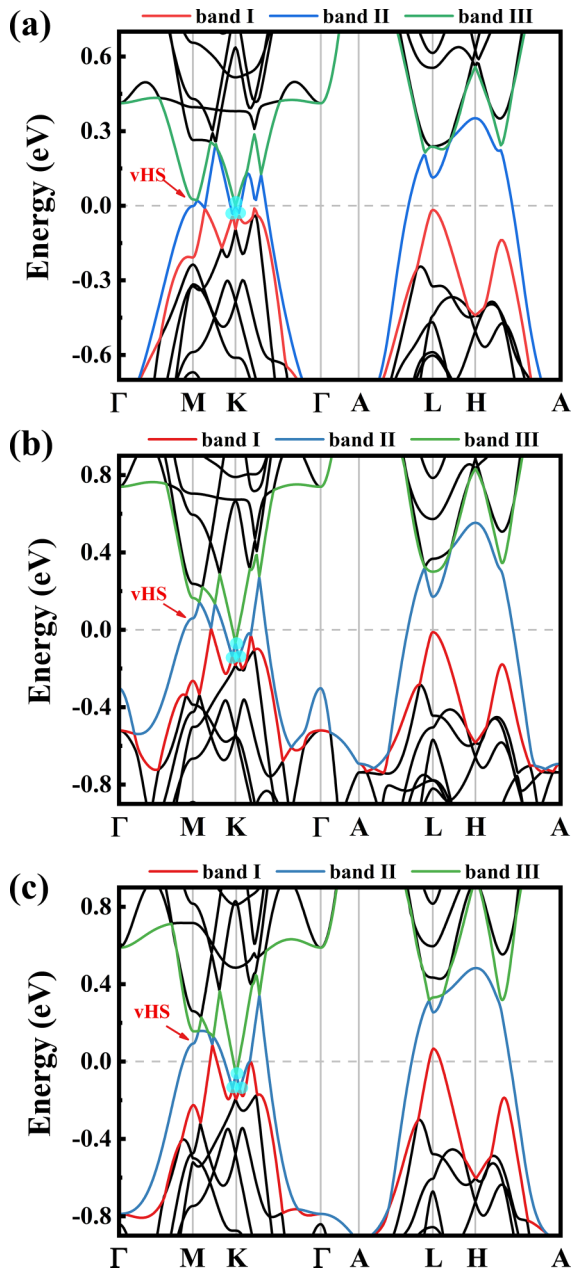 (a)
band I band II band III
Energy (eV)
0.6
0.3
0.0
-0.3
-0.6
vHS
Γ M K Γ A L H A
(b)
band I band II band III
Energy (eV)
0.8
0.4
0.0
-0.4
-0.8
vHS
Γ M K Γ A L H A
(c)
band I band II band III
Energy (eV)
0.8
0.4
0.0
-0.4
-0.8
vHS
Γ M K Γ A L H A